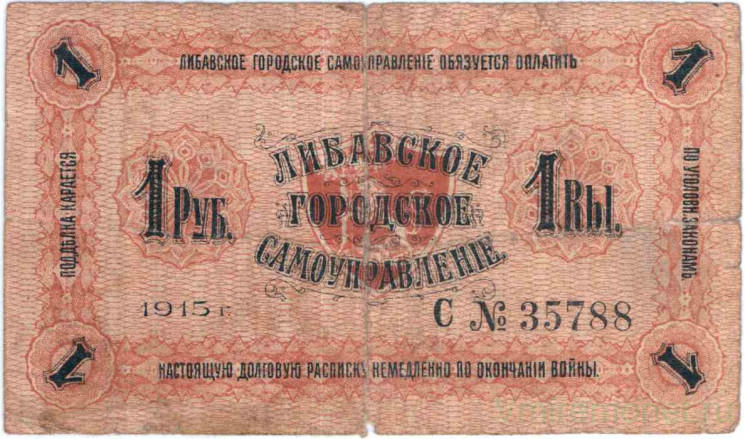 1
1
ЛИБАВСКОЕ ГОРОДСКОЕ САМОУПРАВЛЕНІЕ ОБЯЗУЕТСЯ ОПЛАТИТЬ
ПОДДѢЛКА КАРАЕТСЯ
1 РУБ.
ЛИБАВСКОЕ
ГОРОДСКОЕ
САМОУПРАВЛЕНІЕ.
1 Rbl.
ПО УГОЛОВН. ЗАКОНАМЪ
1915 г.
С № 35788
НАСТОЯЩУЮ ДОЛГОВУЮ РАСПИСКУ НЕМЕДЛЕННО ПО ОКОНЧАНІИ ВОЙНЫ.
1
1